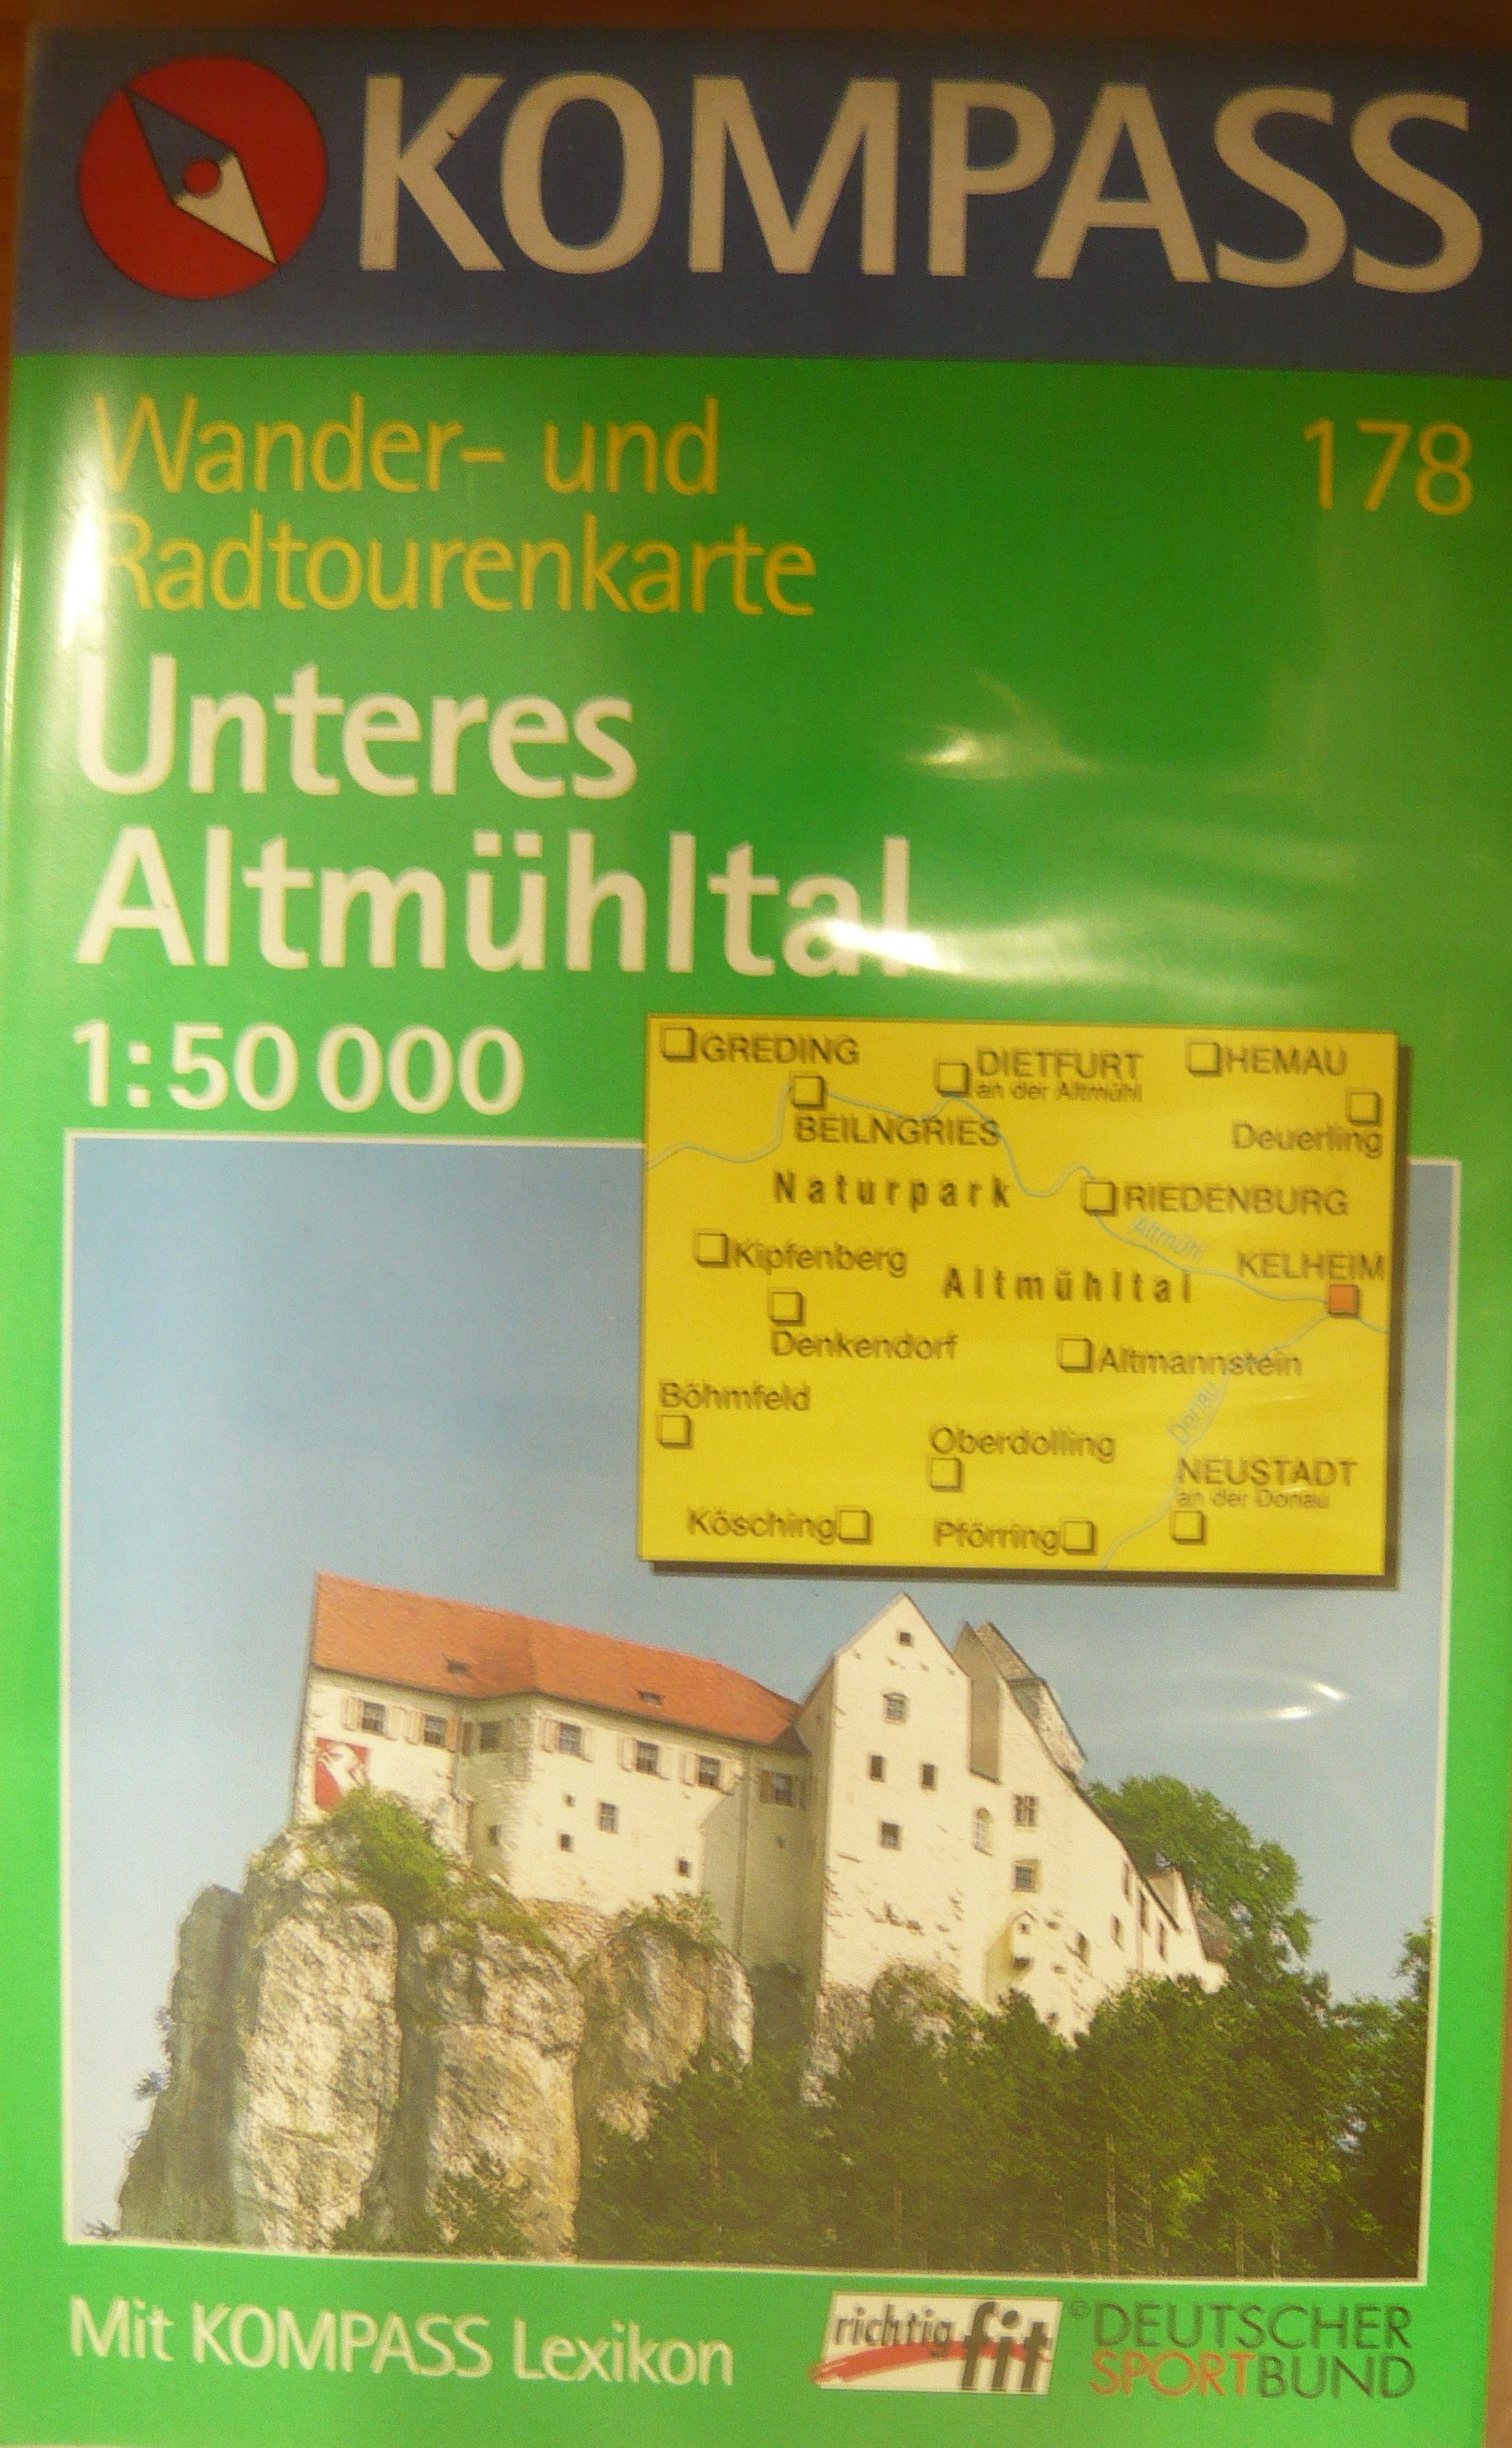 KOMPASS
Wander- und
178
Radtourenkarte
Unteres
Altmühltal
1:50 000
GREDING
DIETFURT
an der Altmühl
HEMAU
BEILNGRIES
Deuerling
Naturpark
RIEDENBURG
Altmühl
Kipfenberg
KELHEIM
Altmühltal
Denkendorf
Altmannstein
Böhmfeld
Donau
Oberdolling
NEUSTADT
an der Donau
Kösching
Pförring
Mit KOMPASS Lexikon
richtig fit
©DEUTSCHER
SPORTBUND